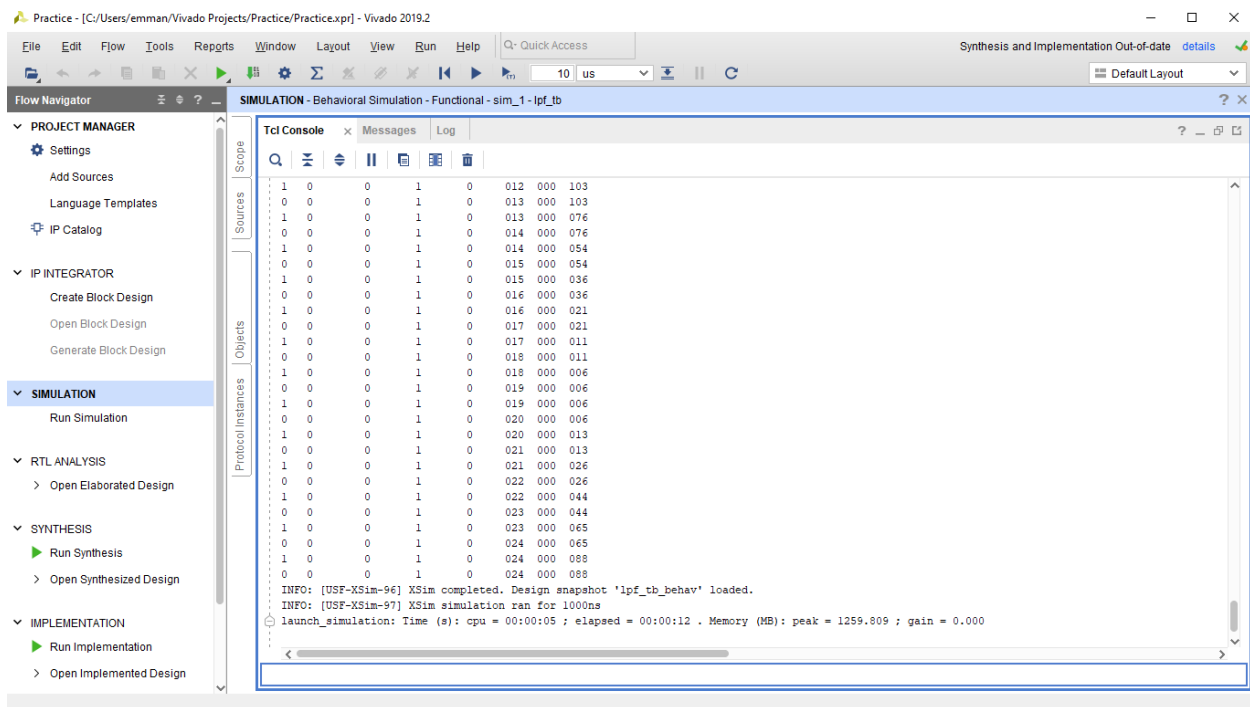 Practice - [C:/Users/emman/Vivado Projects/Practice/Practice.xpr] - Vivado 2019.2
File Edit Flow Tools Reports Window Layout View Run Help Q- Quick Access Synthesis and Implementation Out-of-date details
10 us Default Layout
Flow Navigator
SIMULATION - Behavioral Simulation - Functional - sim_1 - lpf_tb
PROJECT MANAGER
Settings
Add Sources
Language Templates
IP Catalog
IP INTEGRATOR
Create Block Design
Open Block Design
Generate Block Design
SIMULATION
Run Simulation
RTL ANALYSIS
Open Elaborated Design
SYNTHESIS
Run Synthesis
Open Synthesized Design
IMPLEMENTATION
Run Implementation
Open Implemented Design
Scope
Sources
Objects
Protocol Instances
Tcl Console Messages Log
1 0 0 1 0 012 000 103
0 0 0 1 0 013 000 103
1 0 0 1 0 013 000 076
0 0 0 1 0 014 000 076
1 0 0 1 0 014 000 054
0 0 0 1 0 015 000 054
1 0 0 1 0 015 000 036
0 0 0 1 0 016 000 036
1 0 0 1 0 016 000 021
0 0 0 1 0 017 000 021
1 0 0 1 0 017 000 011
0 0 0 1 0 018 000 011
1 0 0 1 0 018 000 006
0 0 0 1 0 019 000 006
1 0 0 1 0 019 000 006
0 0 0 1 0 020 000 006
1 0 0 1 0 020 000 013
0 0 0 1 0 021 000 013
1 0 0 1 0 021 000 026
0 0 0 1 0 022 000 026
1 0 0 1 0 022 000 044
0 0 0 1 0 023 000 044
1 0 0 1 0 023 000 065
0 0 0 1 0 024 000 065
1 0 0 1 0 024 000 088
0 0 0 1 0 024 000 088
INFO: [USF-XSim-96] XSim completed. Design snapshot 'lpf_tb_behav' loaded.
INFO: [USF-XSim-97] XSim simulation ran for 1000ns
launch_simulation: Time (s): cpu = 00:00:05 ; elapsed = 00:00:12 . Memory (MB): peak = 1259.809 ; gain = 0.000